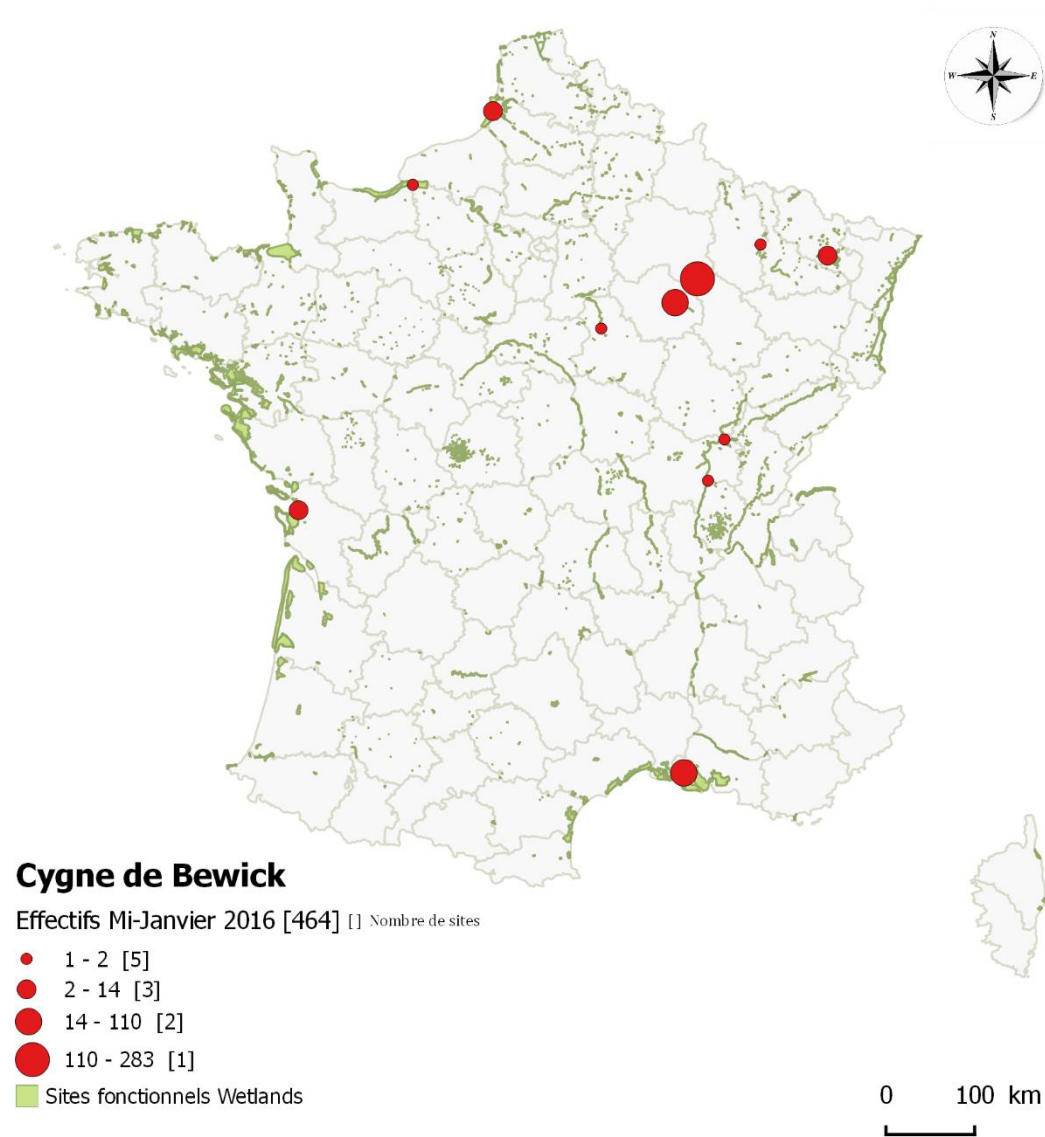 N
W E
S
Cygne de Bewick
Effectifs Mi-Janvier 2016 [464] [] Nombre de sites
1 - 2 [5]
2 - 14 [3]
14 - 110 [2]
110 - 283 [1]
Sites fonctionnels Wetlands
0 100 km